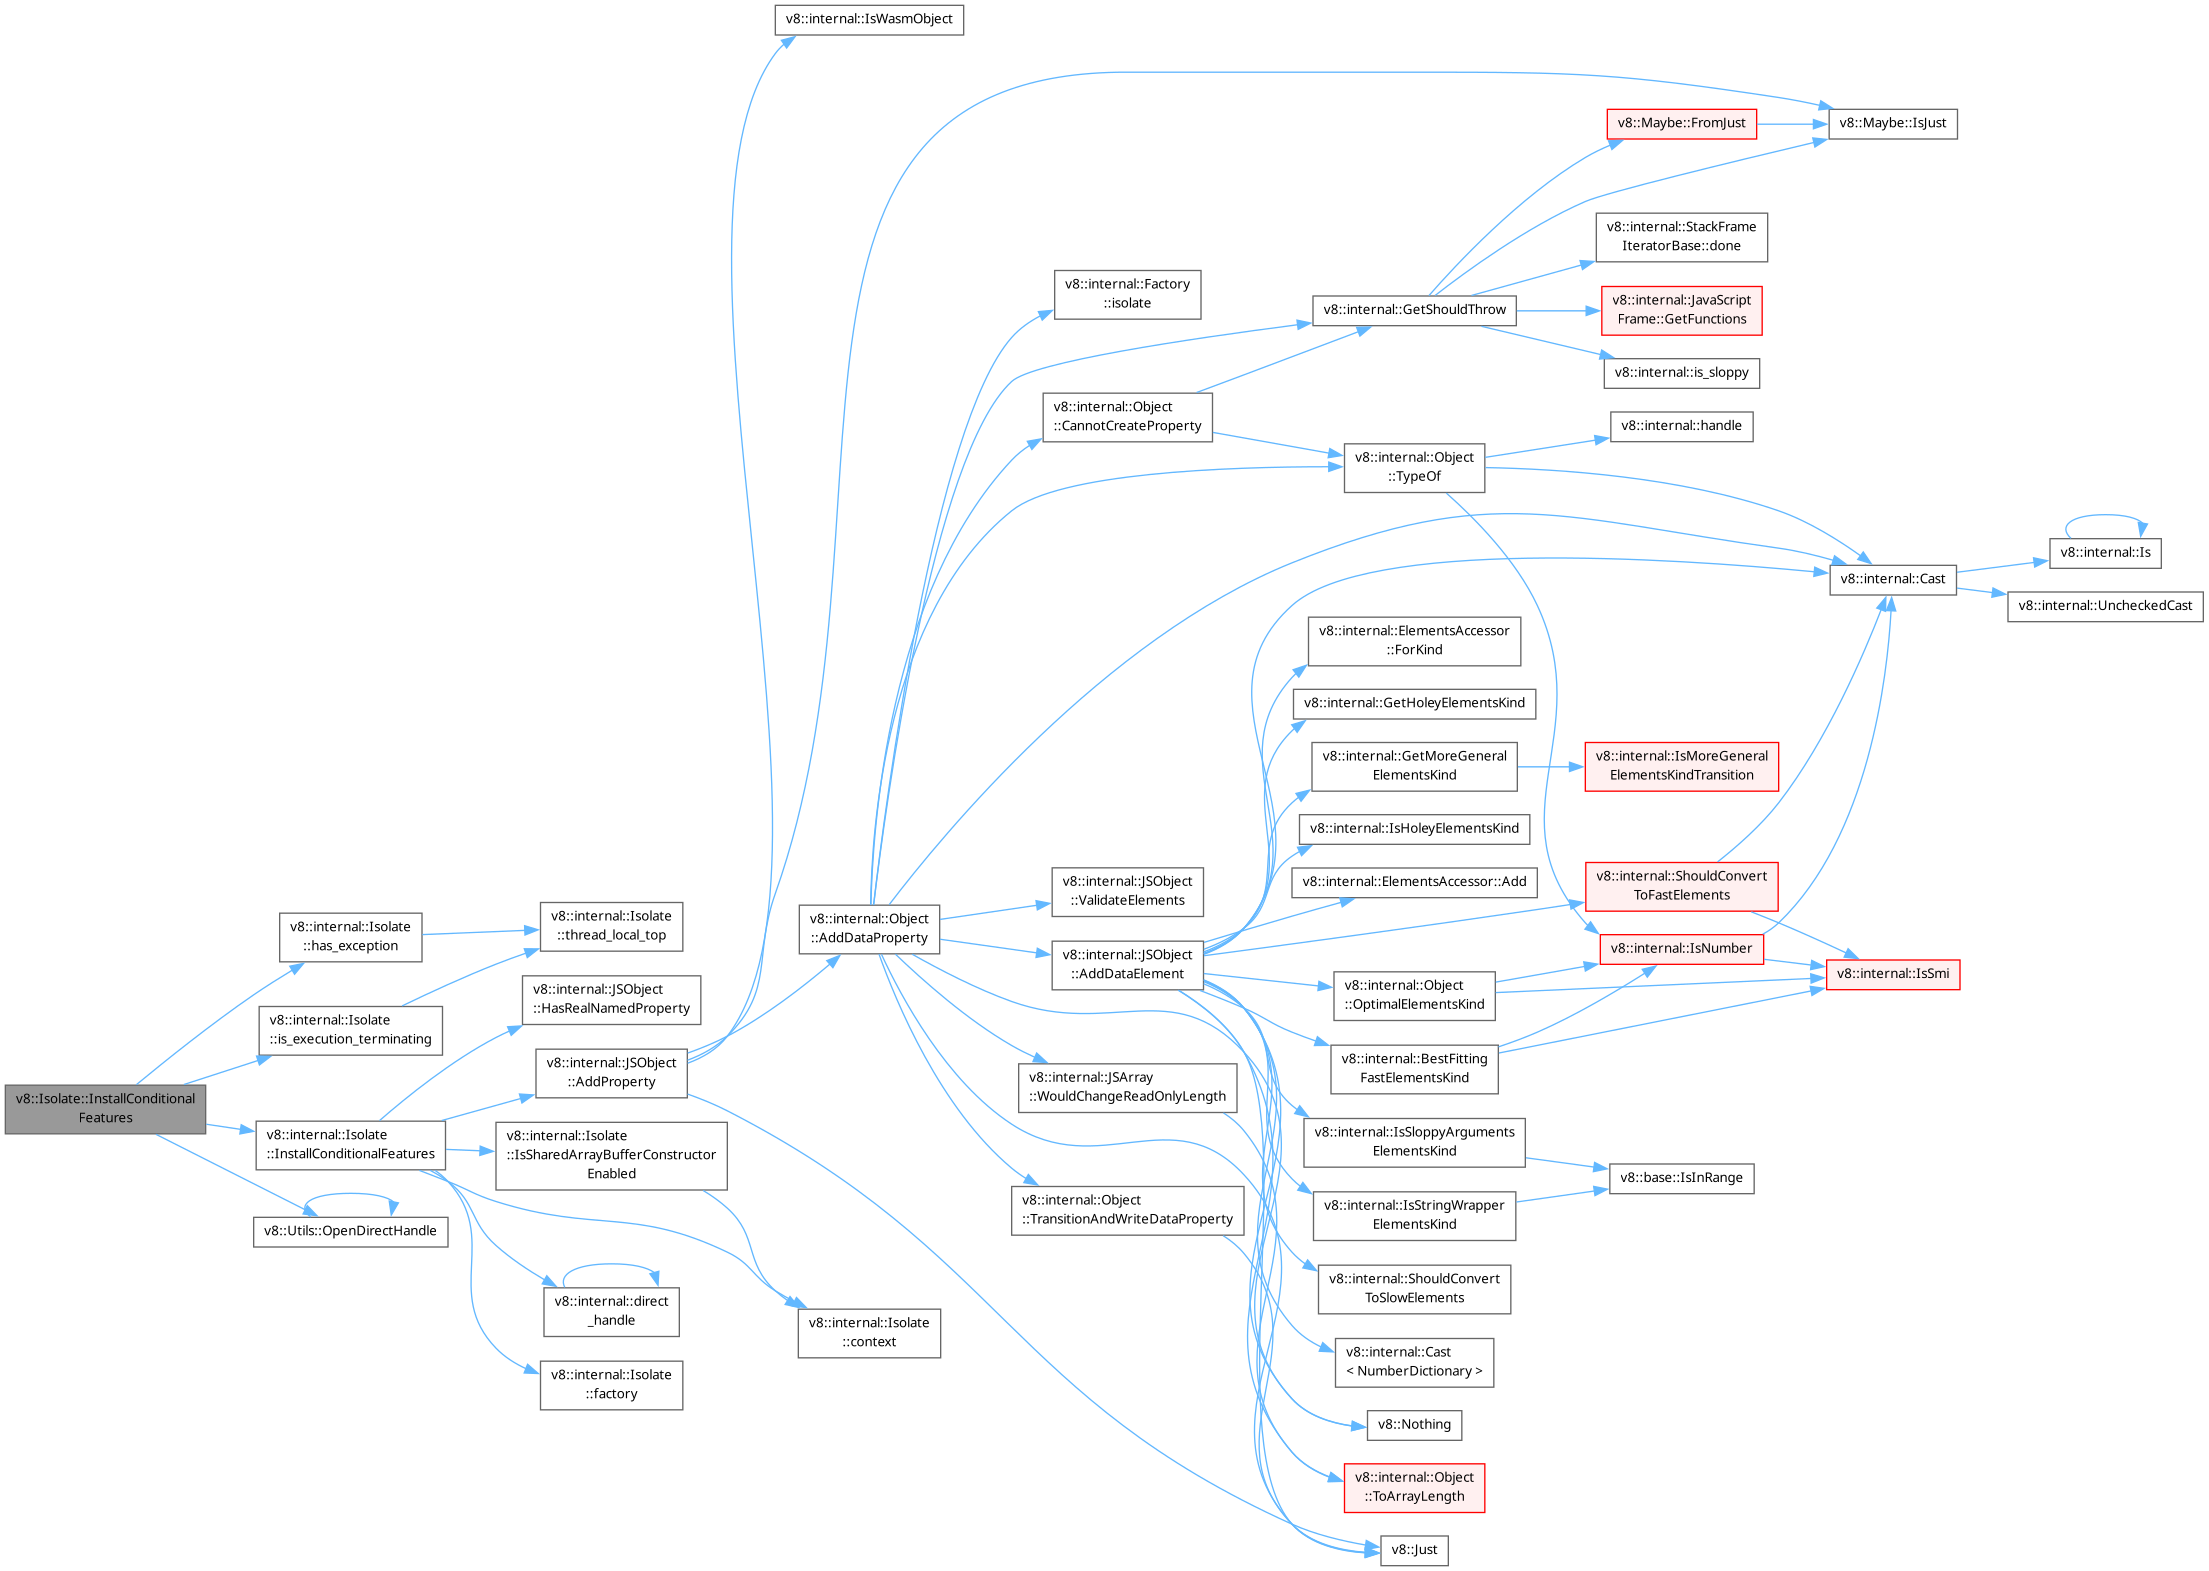 v8::internal::IsWasmObject
v8::Maybe::FromJust
v8::Maybe::IsJust
v8::internal::StackFrame
IteratorBase::done
v8::internal::Factory
::isolate
v8::internal::GetShouldThrow
v8::internal::JavaScript
Frame::GetFunctions
v8::internal::is_sloppy
v8::internal::Object
::CannotCreateProperty
v8::internal::handle
v8::internal::Object
::TypeOf
v8::internal::Is
v8::internal::Cast
v8::internal::UncheckedCast
v8::internal::ElementsAccessor
::ForKind
v8::internal::GetHoleyElementsKind
v8::internal::GetMoreGeneral
ElementsKind
v8::internal::IsMoreGeneral
ElementsKindTransition
v8::internal::IsHoleyElementsKind
v8::internal::JSObject
::ValidateElements
v8::internal::ElementsAccessor::Add
v8::internal::ShouldConvert
ToFastElements
v8::internal::Isolate
::has_exception
v8::internal::Isolate
::thread_local_top
v8::internal::Object
::AddDataProperty
v8::internal::JSObject
::AddDataElement
v8::internal::IsNumber
v8::internal::IsSmi
v8::internal::JSObject
::HasRealNamedProperty
v8::internal::Object
::OptimalElementsKind
v8::internal::Isolate
::is_execution_terminating
v8::internal::JSObject
::AddProperty
v8::internal::JSArray
::WouldChangeReadOnlyLength
v8::internal::BestFitting
FastElementsKind
v8::Isolate::InstallConditional
Features
v8::internal::Isolate
::InstallConditionalFeatures
v8::internal::Isolate
::IsSharedArrayBufferConstructor
Enabled
v8::internal::IsSloppyArguments
ElementsKind
v8::base::IsInRange
v8::Utils::OpenDirectHandle
v8::internal::Object
::TransitionAndWriteDataProperty
v8::internal::IsStringWrapper
ElementsKind
v8::internal::direct
_handle
v8::internal::Isolate
::context
v8::internal::ShouldConvert
ToSlowElements
v8::internal::Isolate
::factory
v8::internal::Cast
< NumberDictionary >
v8::Nothing
v8::internal::Object
::ToArrayLength
v8::Just